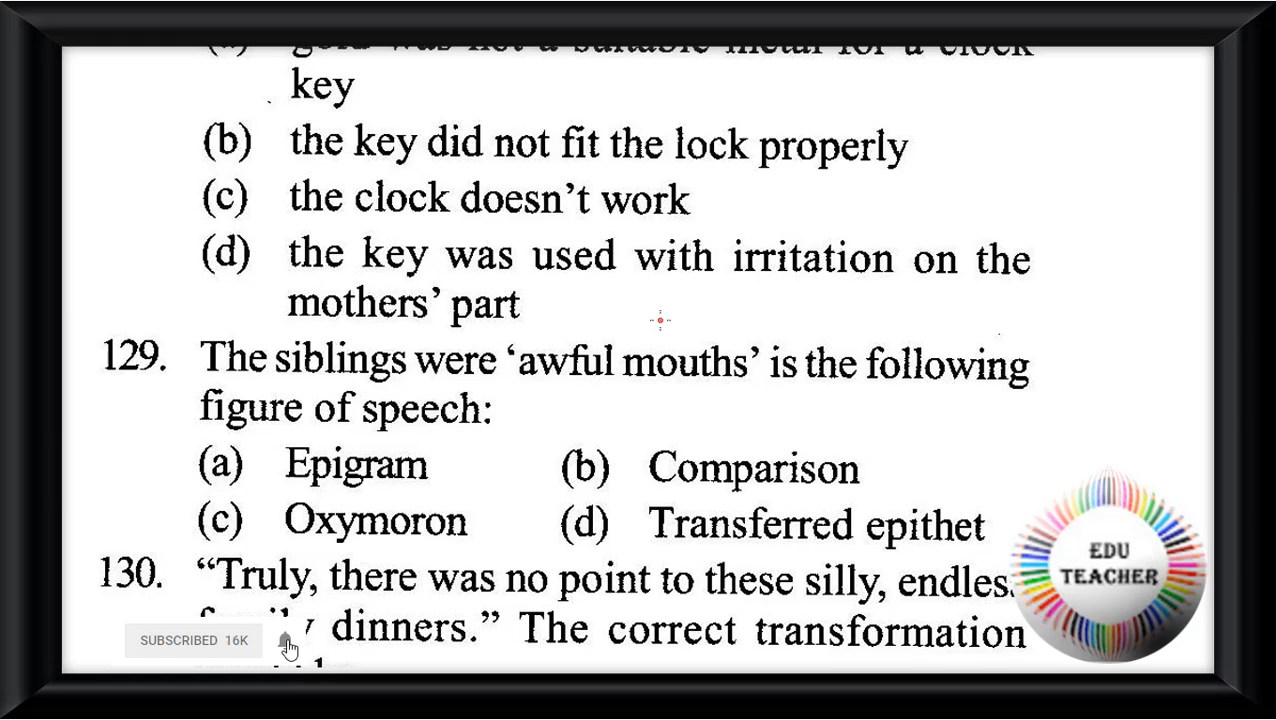 key
(b) the key did not fit the lock properly
(c) the clock doesn't work
(d) the key was used with irritation on the
mothers' part
129. The siblings were ‘awful mouths’ is the following
figure of speech:
(a) Epigram (b) Comparison
(c) Oxymoron (d) Transferred epithet
130. “Truly, there was no point to these silly, endles
dinners.” The correct transformation
SUBSCRIBED 16K
EDU
TEACHER